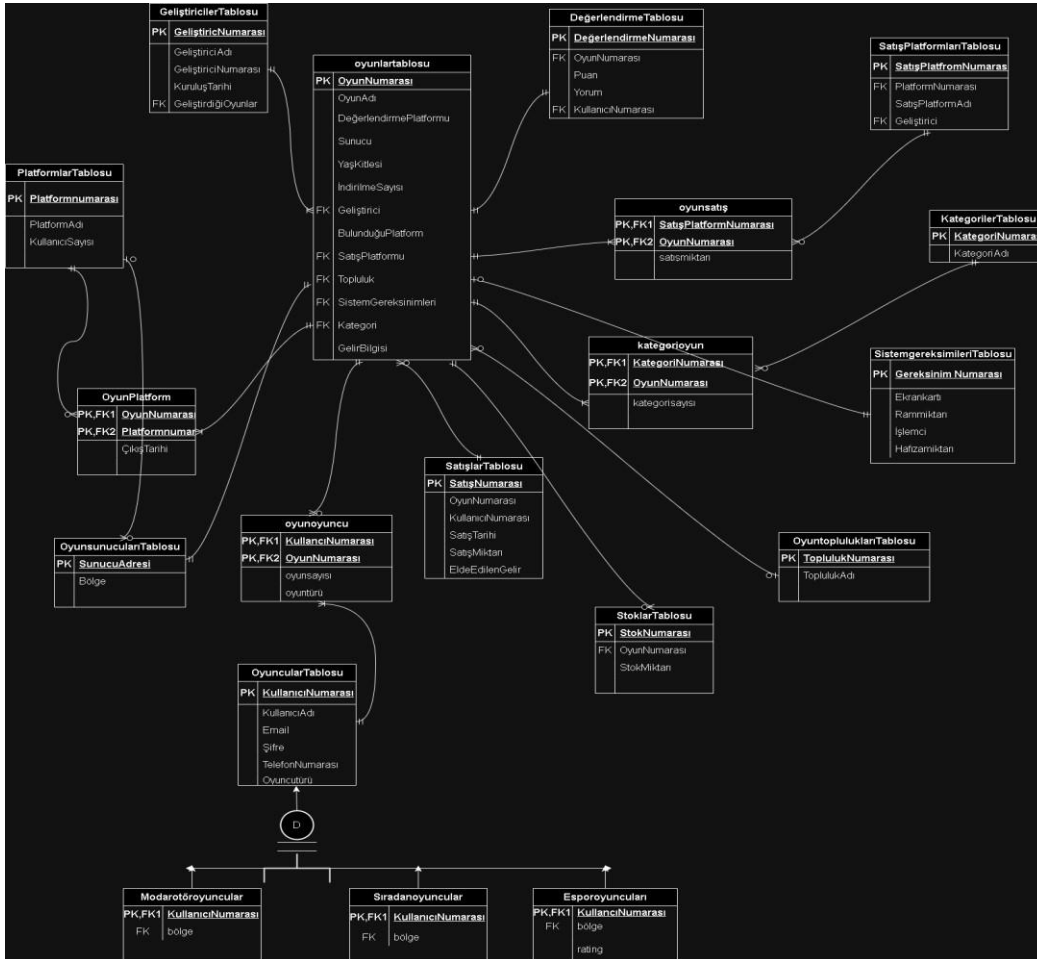 GeliştiricilerTablosu
PK GeliştiricNumarası
GeliştiriciAdı
GeliştiriciNumarası
KuruluşTarihi
FK GeliştirdiğiOyunlar
DeğerlendirmeTablosu
PK DeğerlendirmeNumarası
FK OyunNumarası
Puan
Yorum
FK KullanıcıNumarası
SatışPlatformlarıTablosu
PK SatışPlatfromNumaras
FK PlatformNumarası
SatışPlatformAdı
FK Geliştirici
oyunlartablosu
PK OyunNumarası
OyunAdı
DeğerlendirmePlatformu
Sunucu
YaşKitlesi
İndirilmeSayısı
FK Geliştirici
BulunduğuPlatform
FK SatışPlatformu
FK Topluluk
FK SistemGereksinimleri
FK Kategori
GelirBilgisi
PlatformlarTablosu
PK Platformnumarası
PlatformAdı
KullanıcıSayısı
oyunsatış
PK,FK1 SatışPlatformNumarası
PK,FK2 OyunNumarası
satışmiktarı
KategorilerTablosu
PK KategoriNumaras
KategoriAdı
kategorioyun
PK,FK1 KategoriNumarası
PK,FK2 OyunNumarası
kategorisayısı
SistemgereksimileriTablosu
PK Gereksinim Numarası
Ekrankartı
Rammiktarı
İşlemci
Hafızamiktarı
OyunPlatform
PK,FK1 OyunNumarası
PK,FK2 Platformnumar
ÇıkışTarihi
SatışlarTablosu
PK SatışNumarası
OyunNumarası
KullanıcıNumarası
SatışTarihi
SatışMiktarı
EldeEdilenGelir
oyunoyuncu
PK,FK1 KullancıNumarası
PK,FK2 OyunNumarası
oyunsayısı
oyuntürü
OyunsunucularıTablosu
PK SunucuAdresi
Bölge
OyuntopluluklarıTablosu
PK ToplulukNumarası
ToplulukAdı
StoklarTablosu
PK StokNumarası
FK OyunNumarası
StokMiktarı
OyuncularTablosu
PK KullanıcıNumarası
KullanıcıAdı
Email
Şifre
TelefonNumarası
Oyuncutürü
D
Modarotöroyuncular
PK,FK1 KullanıcıNumarası
FK bölge
Sıradanoyuncular
PK,FK1 KullanıcıNumarası
FK bölge
Esporoyuncuları
PK,FK1 KullancıNumarası
FK bölge
rating